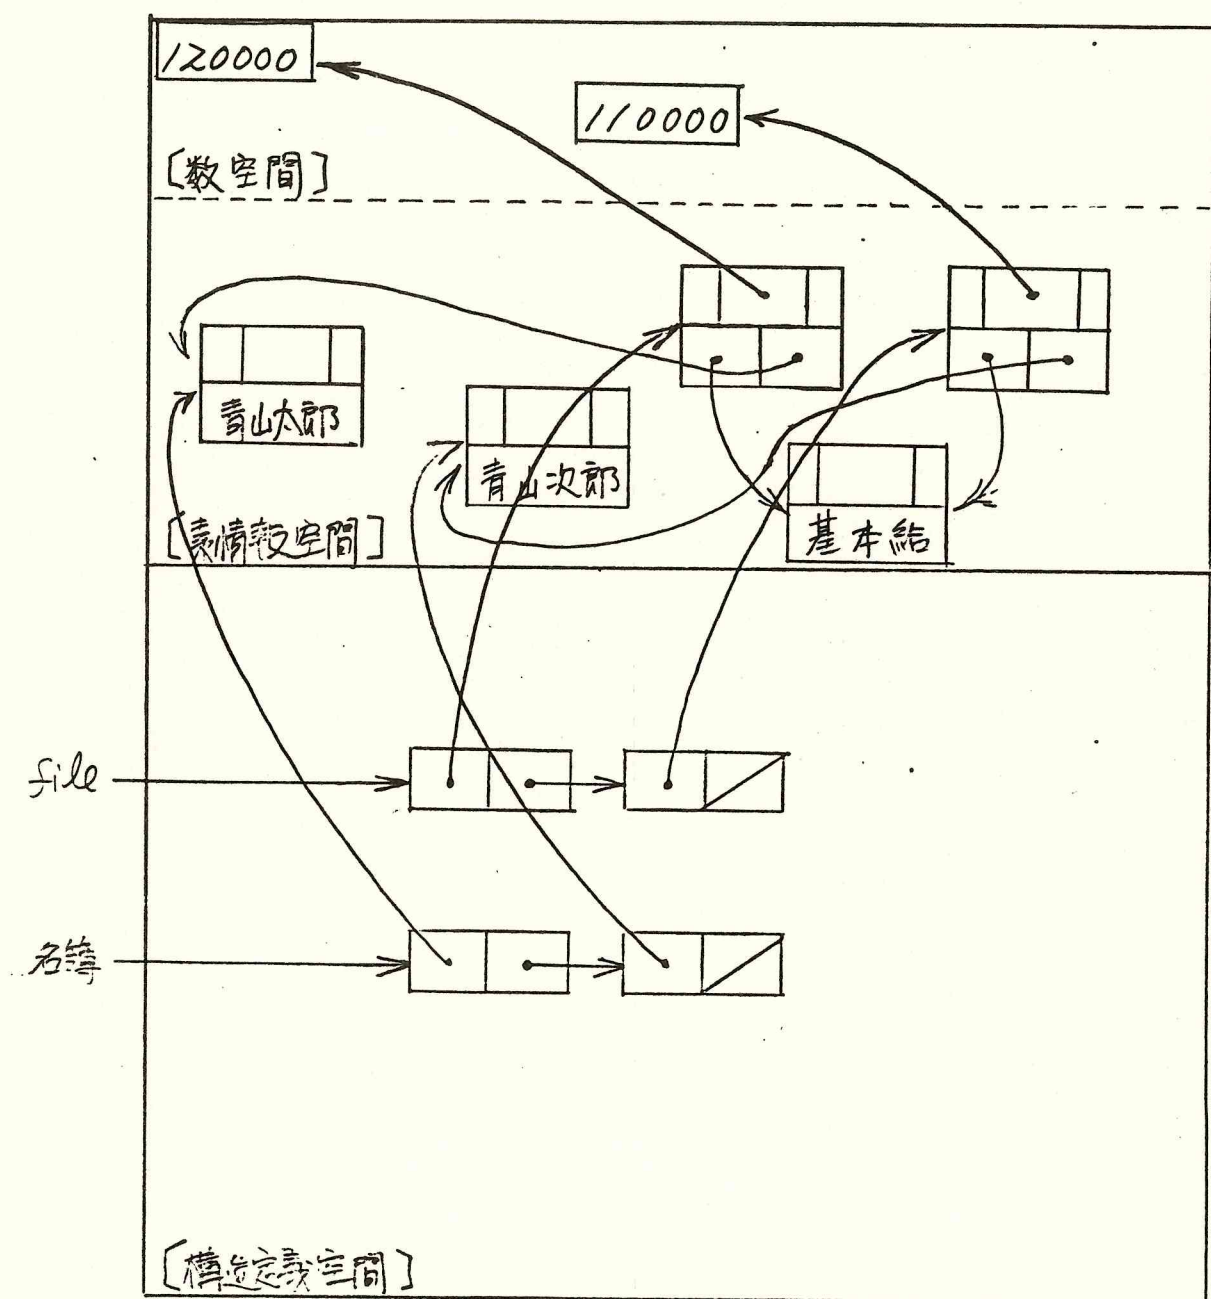 120000
110000
[数空間]
青山太郎
青山次郎
基本給
[表情報空間]
file
名簿
[構造定義空間]